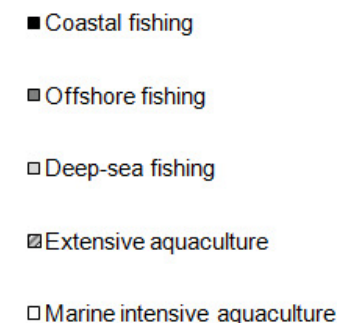 Coastal fishing
Offshore fishing
Deep-sea fishing
Extensive aquaculture
Marine intensive aquaculture